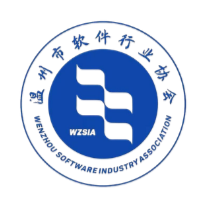 温州市软件行业协会
WZSIA
WENZHOU SOFTWARE INDUSTRY ASSOCIATION